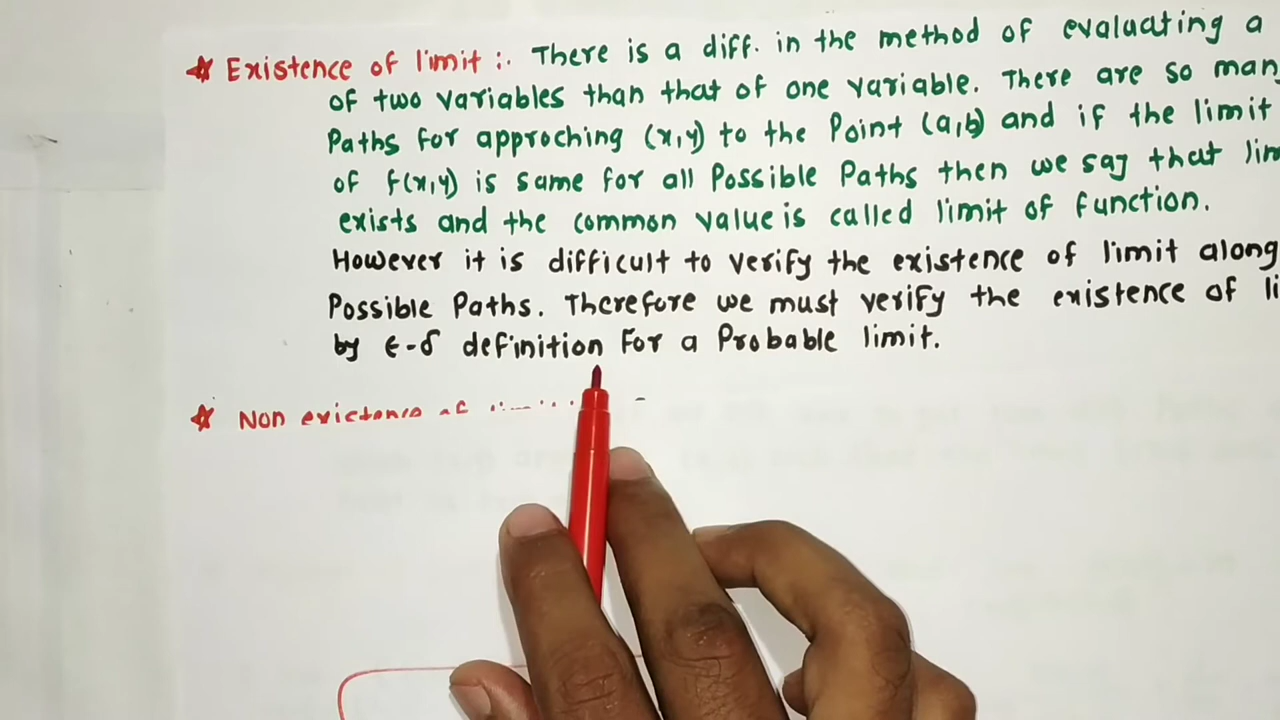 ★ Existence of limit :. There is a diff. in the method of evaluating a
of two variables than that of one variable. There are so man
Paths for approching (x,y) to the Point (a,b) and if the limit
of f(x,y) is same for all Possible Paths then we say that lim
exists and the common value is called limit of function.
However it is difficult to verify the existence of limit along
Possible Paths. Therefore we must verify the existence of li
by ϵ-δ definition for a Probable limit.
★ Non existence of